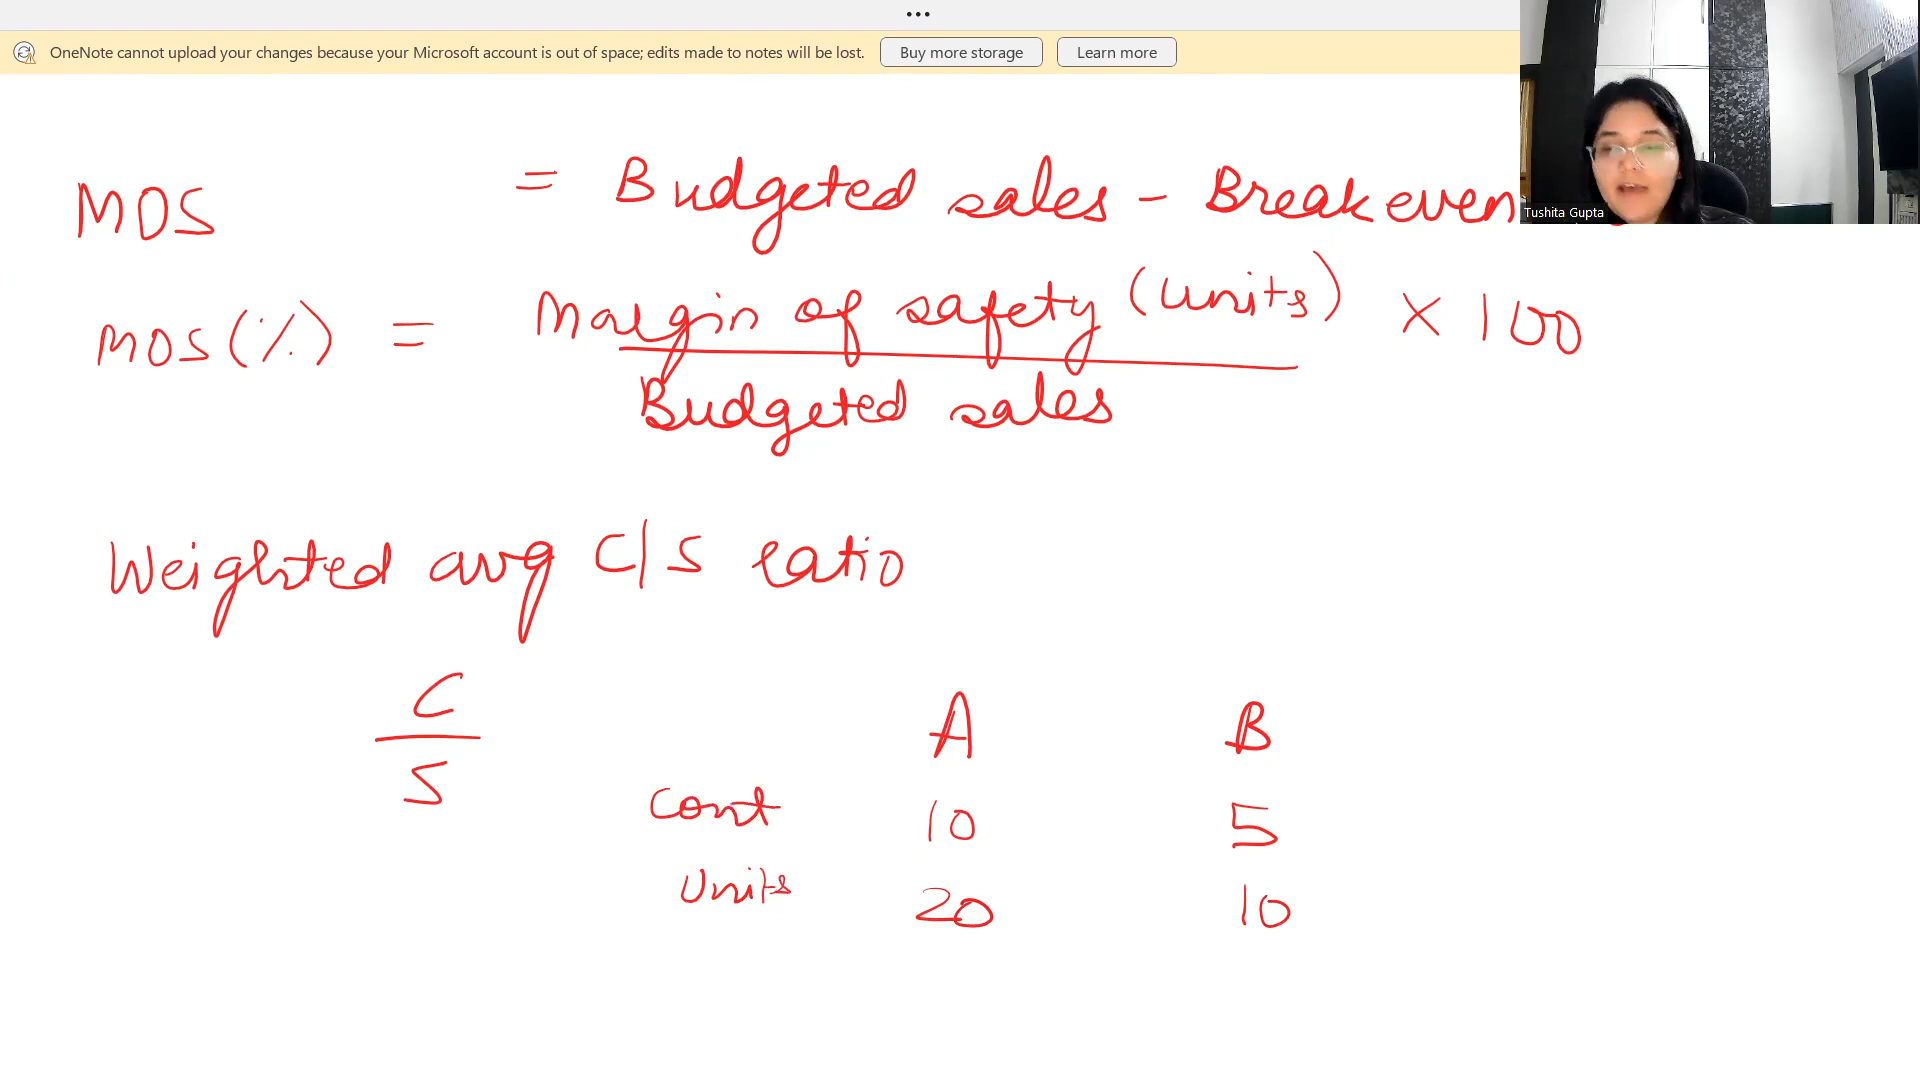 •••
OneNote cannot upload your changes because your Microsoft account is out of space; edits made to notes will be lost. Buy more storage Learn more
Tushita Gupta
MOS = Budgeted sales - Breakeven
MOS (%) = Margin of safety (units) × 100
Budgeted sales
Weighted avg C/S ratio
C
S
A B
Cont 10 5
Units 20 10